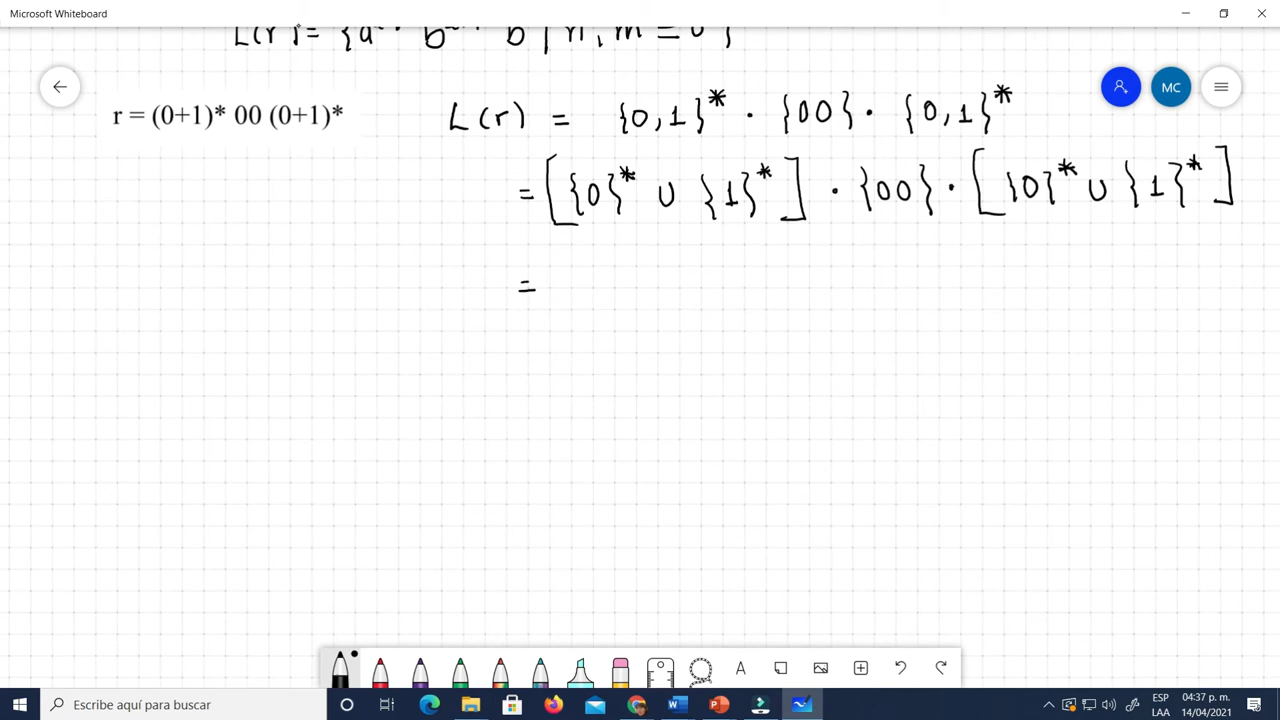 Microsoft Whiteboard
r = (0+1)* 00 (0+1)*
L(r) = {0,1}* · {00} · {0,1}*
= [{0}* ∪ {1}*] · {00} · [{0}* ∪ {1}*]
=
MC
A
Escribe aquí para buscar
ESP
LAA
04:37 p. m.
14/04/2021